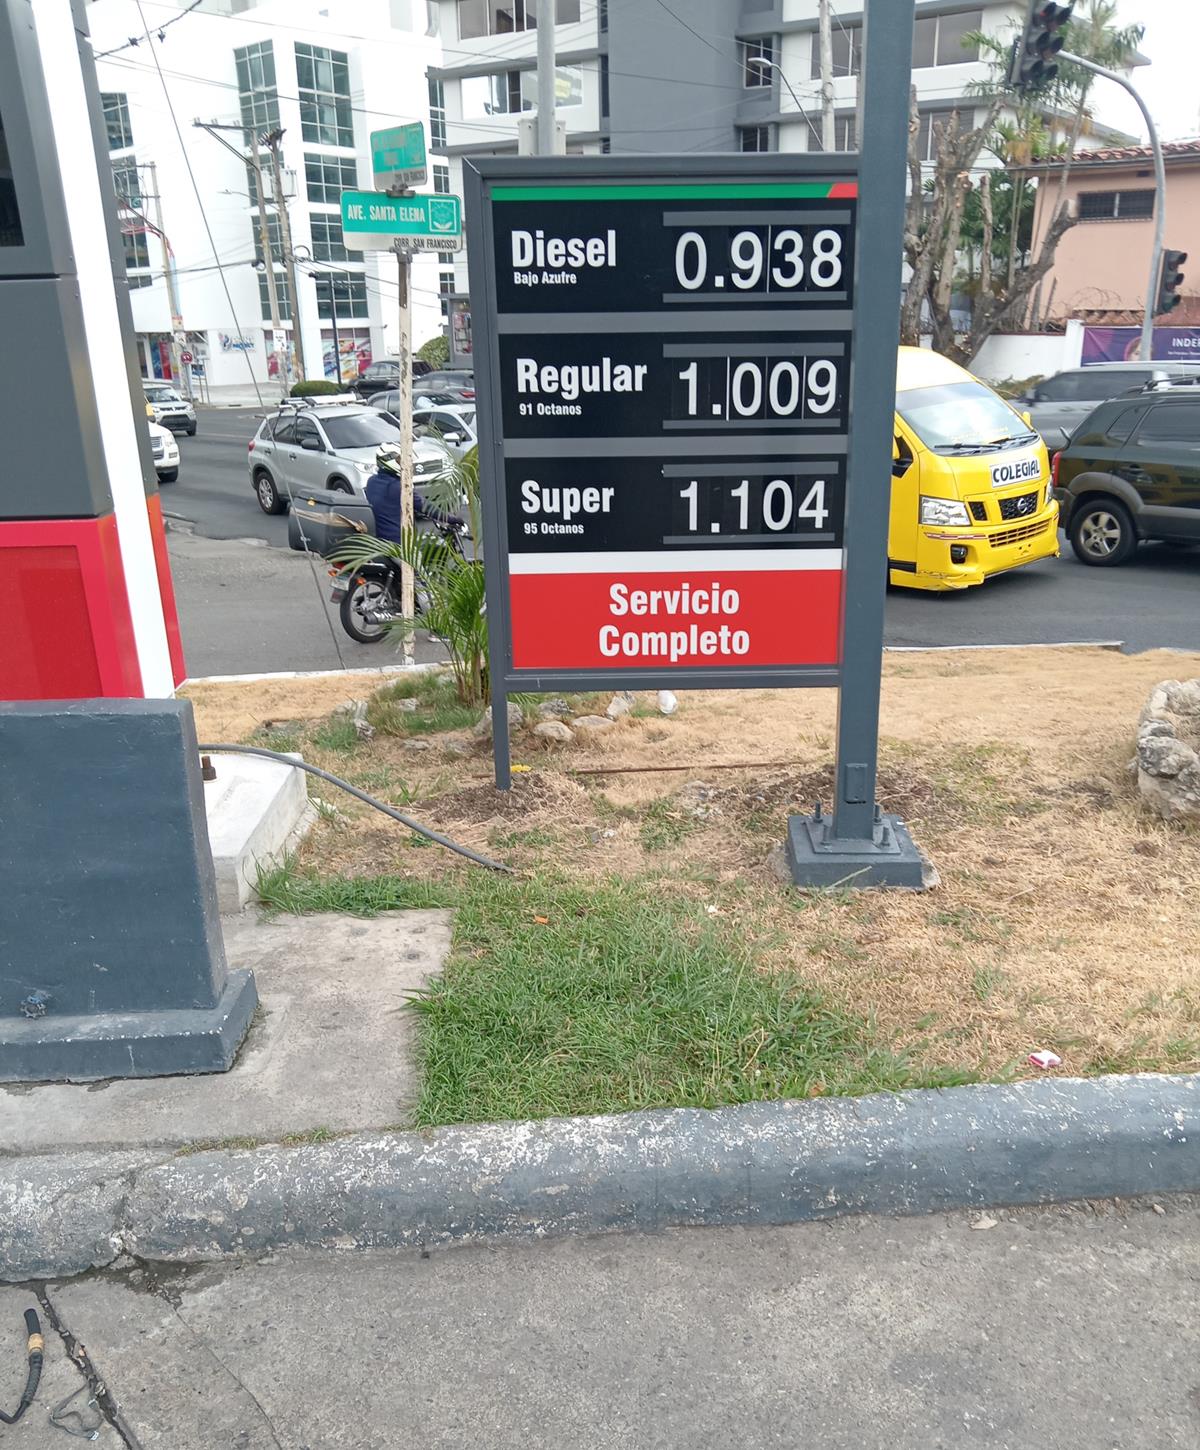 AVE. SANTA ELENA
CORR. SAN FRANCISCO
Diesel 0.938
Bajo Azufre
Regular 1.009
91 Octanos
Super 1.104
95 Octanos
Servicio
Completo
COLEGIAL
INDE